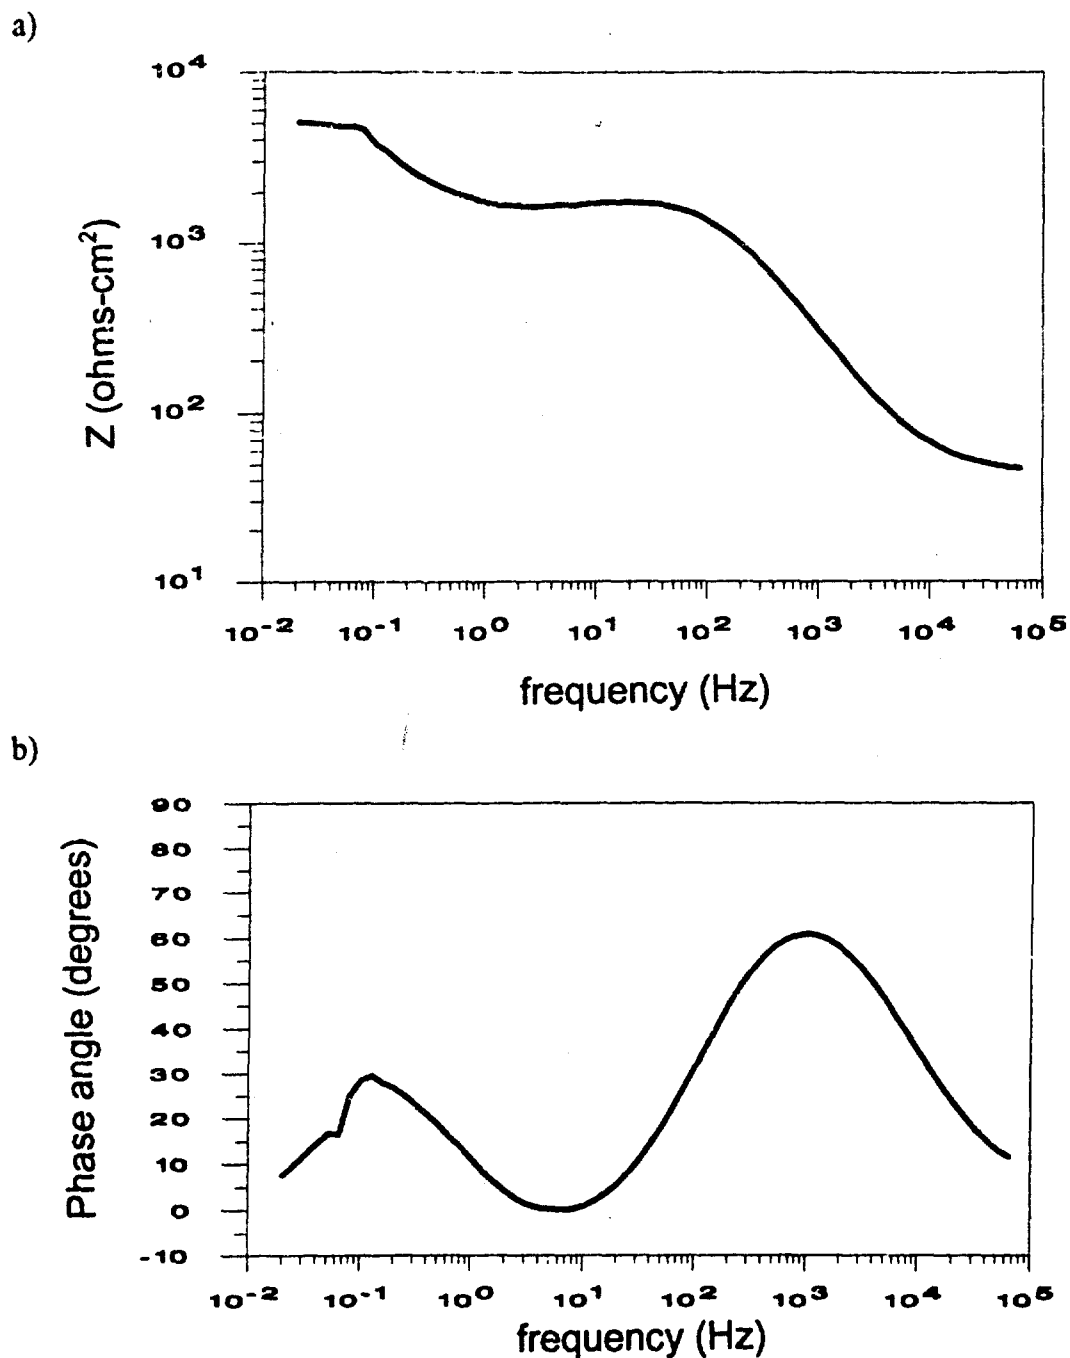 a)
10⁴
10³
10²
10¹
Z (ohms-cm²)
10⁻² 10⁻¹ 10⁰ 10¹ 10² 10³ 10⁴ 10⁵
frequency (Hz)
b)
90
80
70
60
50
40
30
20
10
0
-10
Phase angle (degrees)
10⁻² 10⁻¹ 10⁰ 10¹ 10² 10³ 10⁴ 10⁵
frequency (Hz)